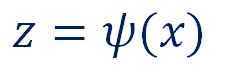 z = ψ(x)